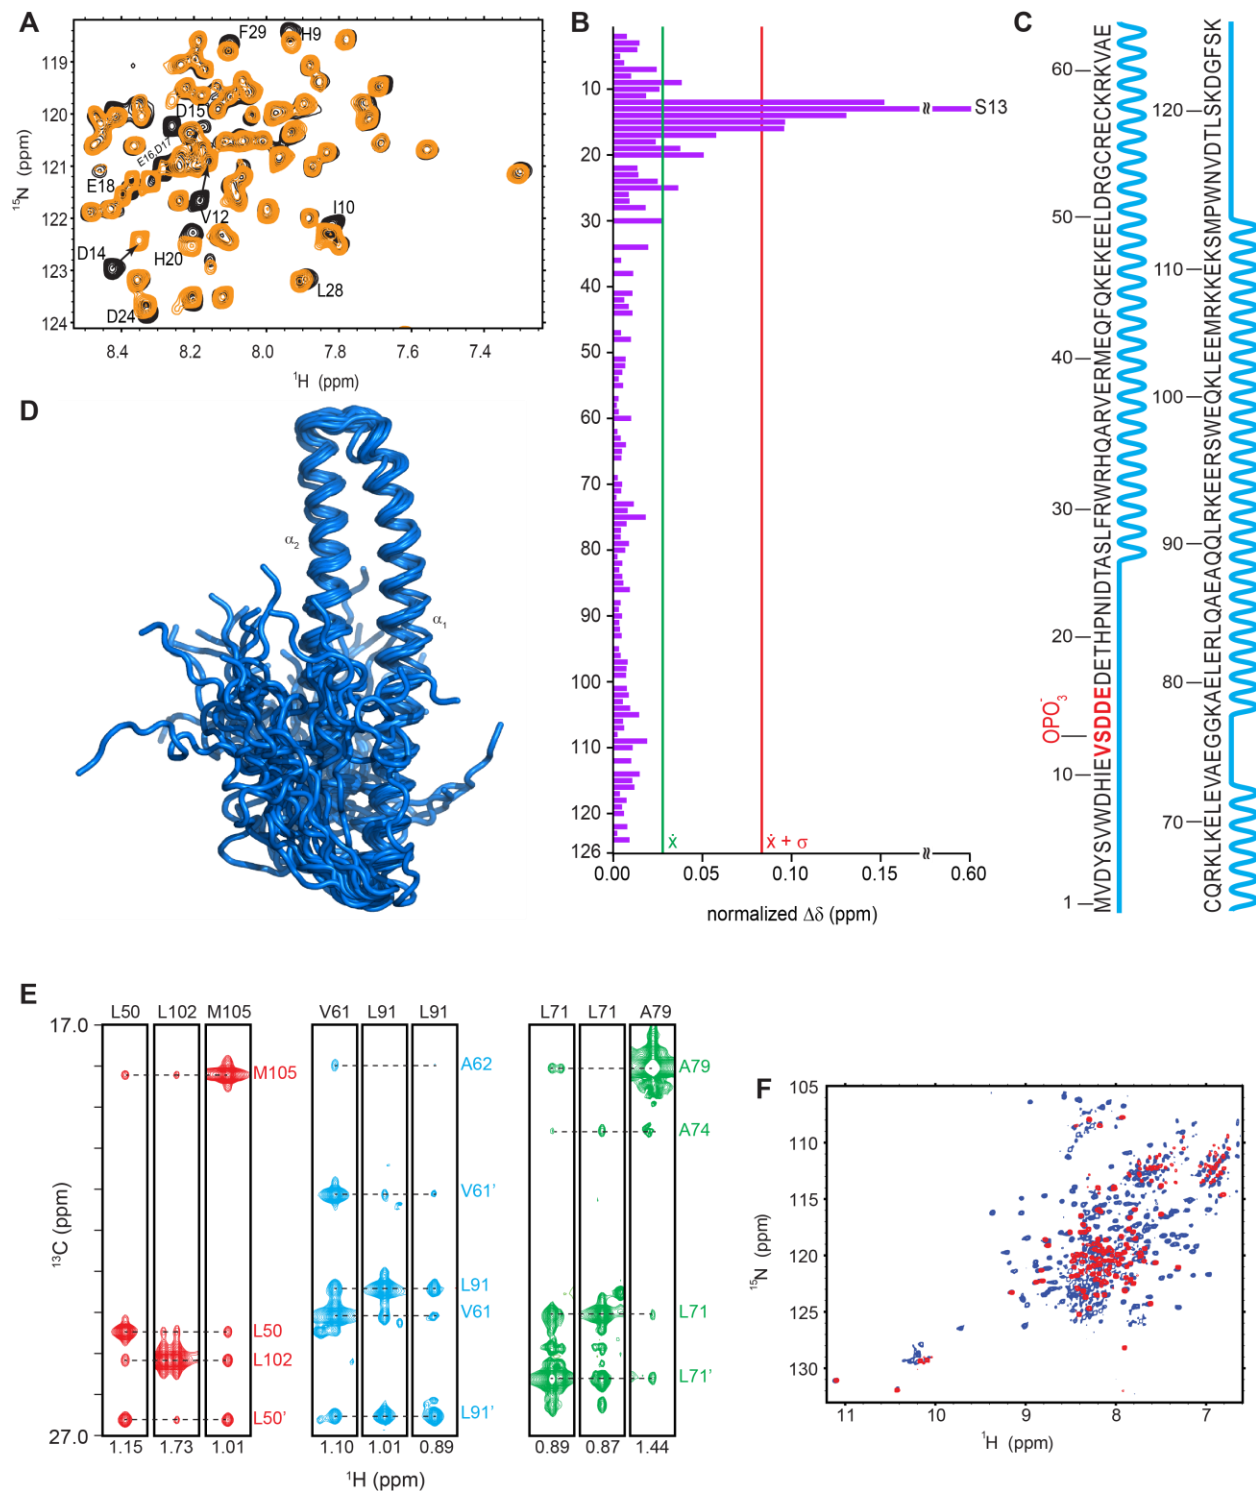 A
F29
H9
D15
E16,D17
E18
V12
I10
D14
H20
L28
D24
119
120
121
122
123
124
15N (ppm)
8.4 8.2 8.0 7.8 7.6 7.4
1H (ppm)
B
S13
10
20
30
40
50
60
70
80
90
100
110
120
126
ẋ
ẋ + σ
0.00 0.05 0.10 0.15 0.60
normalized Δδ (ppm)
C
1
10
20
30
40
50
60
OPO3-
MVDYSVWDHIEVSDDEDETHPNIDTASLFRWRHQARVERMEQFQKEKEELDRGCRECKRKVAE
70
80
90
100
110
120
CQRKLKELEVAEGGKAELERLQAEAQQLRKEERSWEQKLEEMRKKEKSMPWNVDTLSKDGFSK
D
α2
α1
E
L50 L102 M105
V61 L91 L91
L71 L71 A79
17.0
27.0
13C (ppm)
M105
L50
L102
L50'
A62
V61'
L91
V61
L91'
A79
A74
L71
L71'
1.15 1.73 1.01
1.10 1.01 0.89
0.89 0.87 1.44
1H (ppm)
F
105
110
115
120
125
130
15N (ppm)
11 10 9 8 7
1H (ppm)